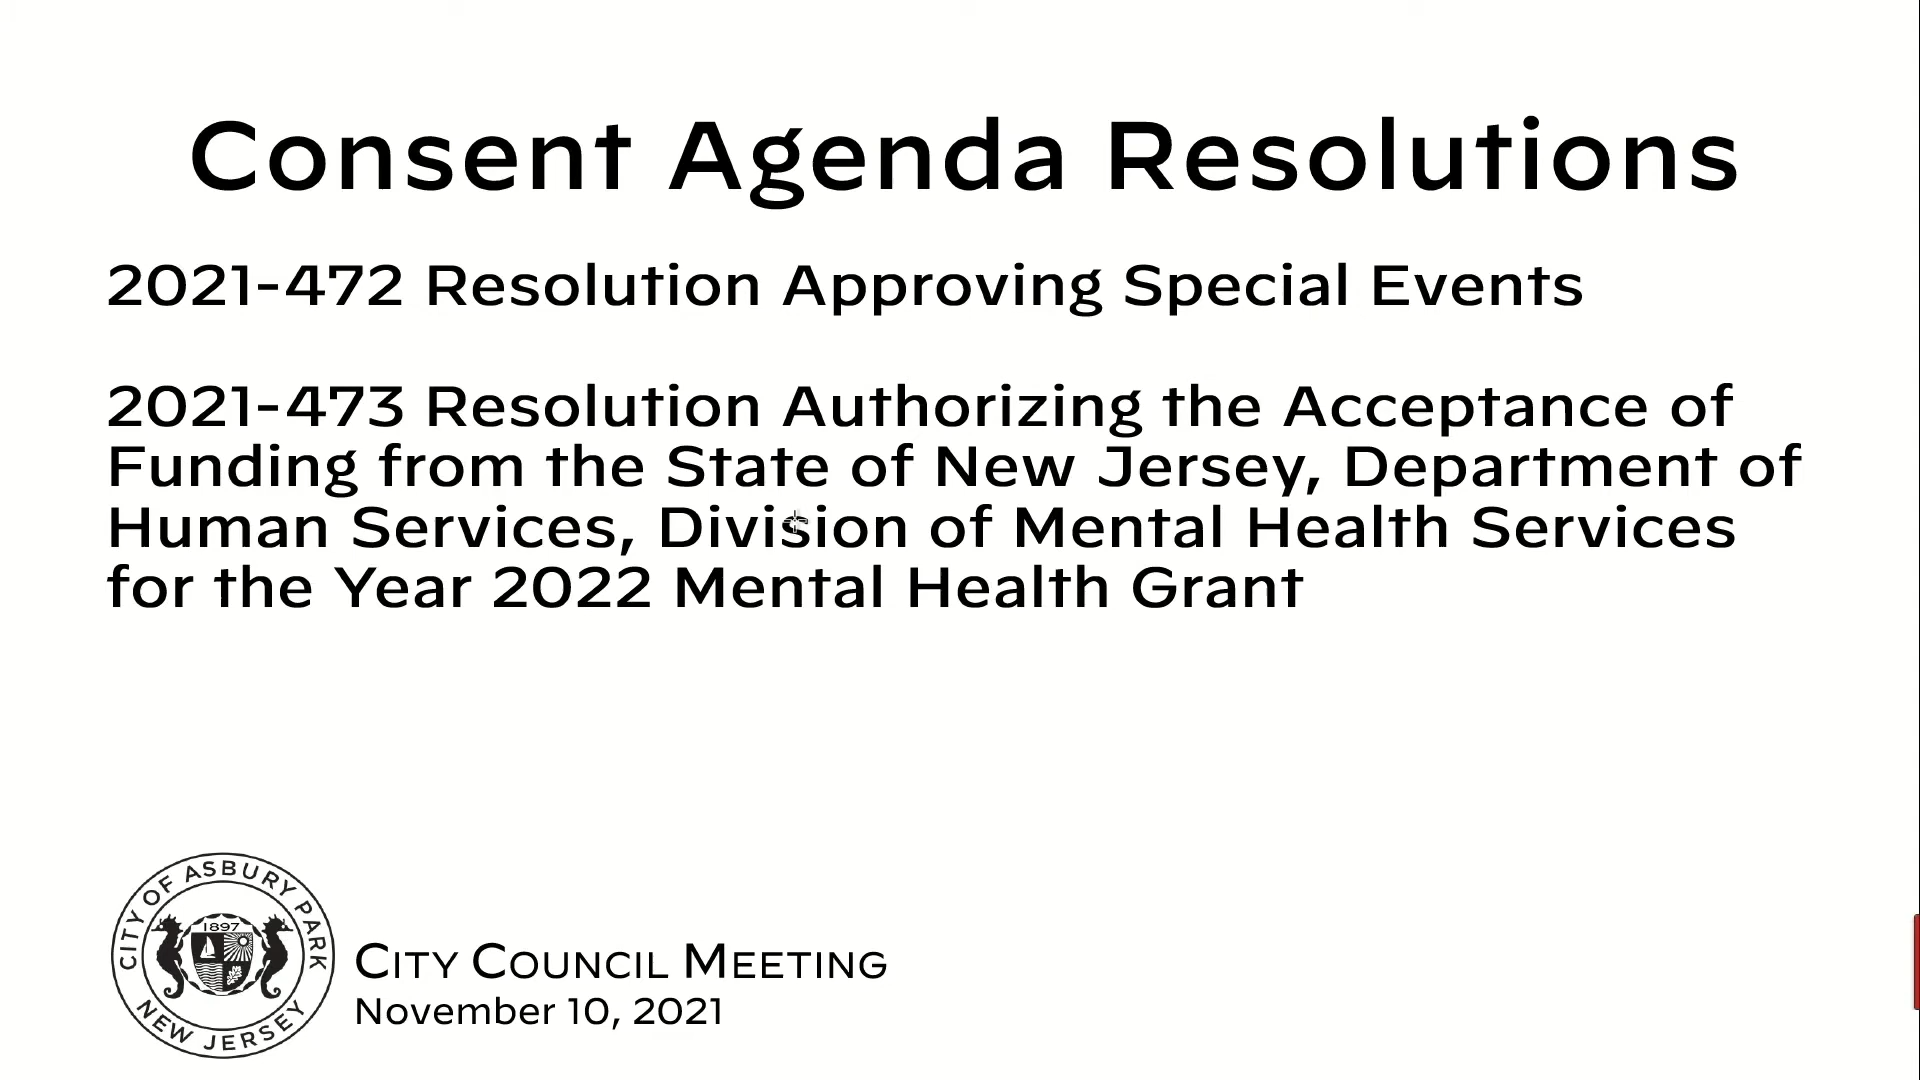 Consent Agenda Resolutions
2021-472 Resolution Approving Special Events
2021-473 Resolution Authorizing the Acceptance of
Funding from the State of New Jersey, Department of
Human Services, Division of Mental Health Services
for the Year 2022 Mental Health Grant
CITY OF ASBURY PARK
1897
NEW JERSEY
CITY COUNCIL MEETING
November 10, 2021